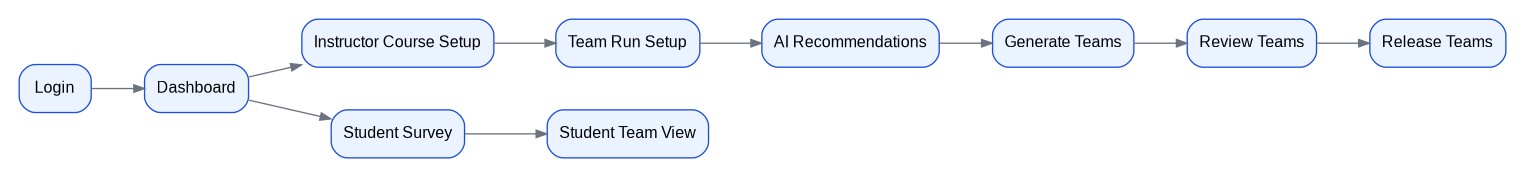 Login
Dashboard
Instructor Course Setup
Team Run Setup
AI Recommendations
Generate Teams
Review Teams
Release Teams
Student Survey
Student Team View